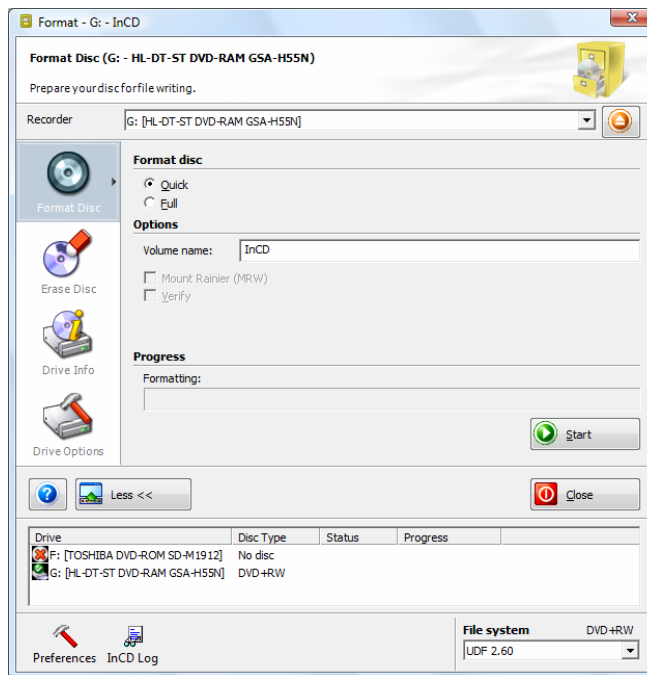 Format - G: - InCD
Format Disc (G: - HL-DT-ST DVD-RAM GSA-H55N)
Prepare your disc for file writing.
Recorder
G: [HL-DT-ST DVD-RAM GSA-H55N]
Format Disc
Erase Disc
Drive Info
Drive Options
Format disc
Quick
Full
Options
Volume name: InCD
Mount Rainier (MRW)
Verify
Progress
Formatting:
Start
Less <<
Close
Drive Disc Type Status Progress
F: [TOSHIBA DVD-ROM SD-M1912] No disc
G: [HL-DT-ST DVD-RAM GSA-H55N] DVD+RW
Preferences InCD Log
File system DVD+RW
UDF 2.60